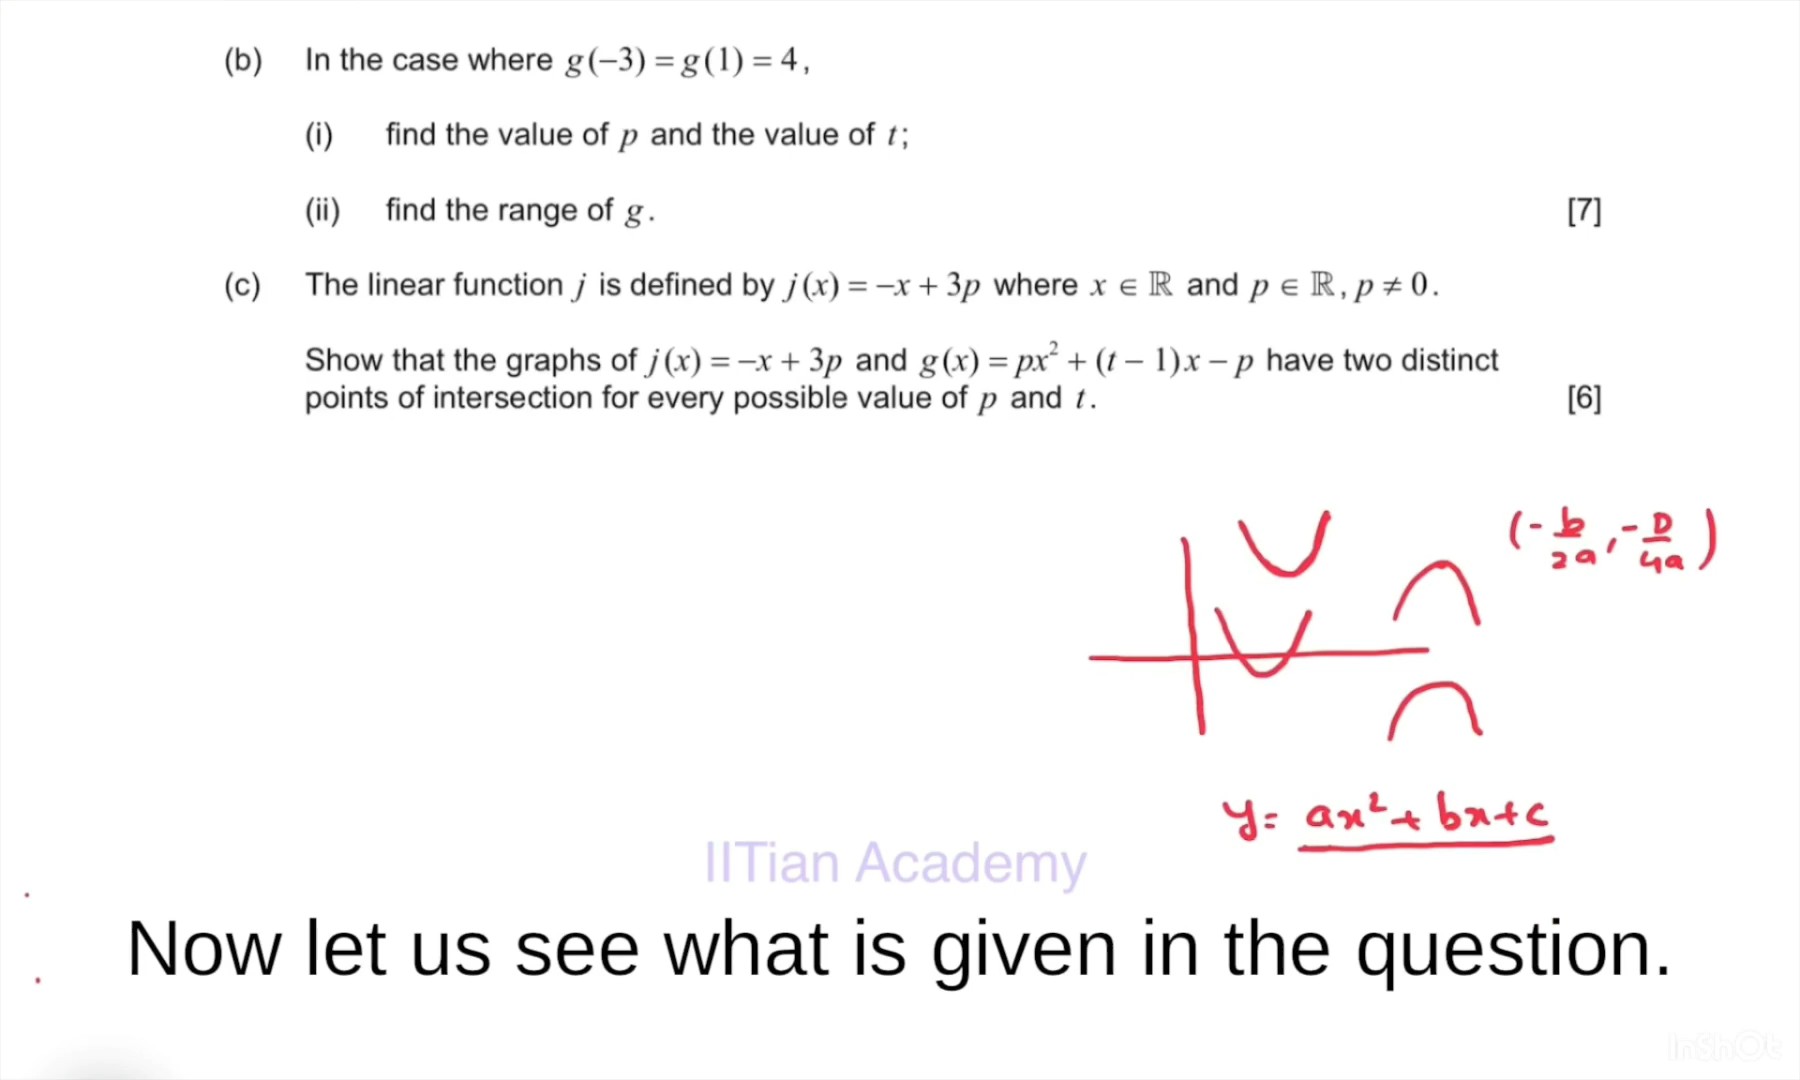 (b) In the case where g(−3) = g(1) = 4,
(i) find the value of p and the value of t;
(ii) find the range of g. [7]
(c) The linear function j is defined by j(x) = −x + 3p where x ∈ ℝ and p ∈ ℝ, p ≠ 0.
Show that the graphs of j(x) = −x + 3p and g(x) = px² + (t − 1)x − p have two distinct
points of intersection for every possible value of p and t. [6]
(-b/2a, -D/4a)
y= ax²+bx+c
IITian Academy
Now let us see what is given in the question.
InShOt